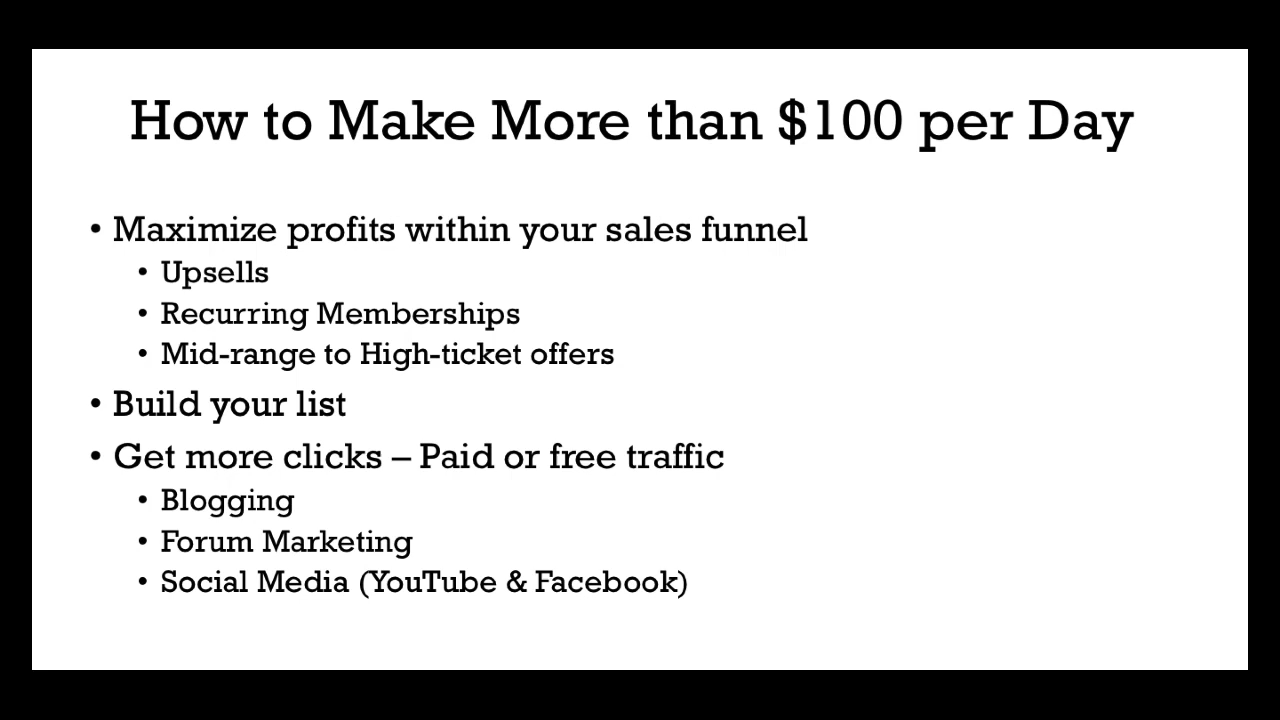 How to Make More than $100 per Day
• Maximize profits within your sales funnel
• Upsells
• Recurring Memberships
• Mid-range to High-ticket offers
• Build your list
• Get more clicks – Paid or free traffic
• Blogging
• Forum Marketing
• Social Media (YouTube & Facebook)